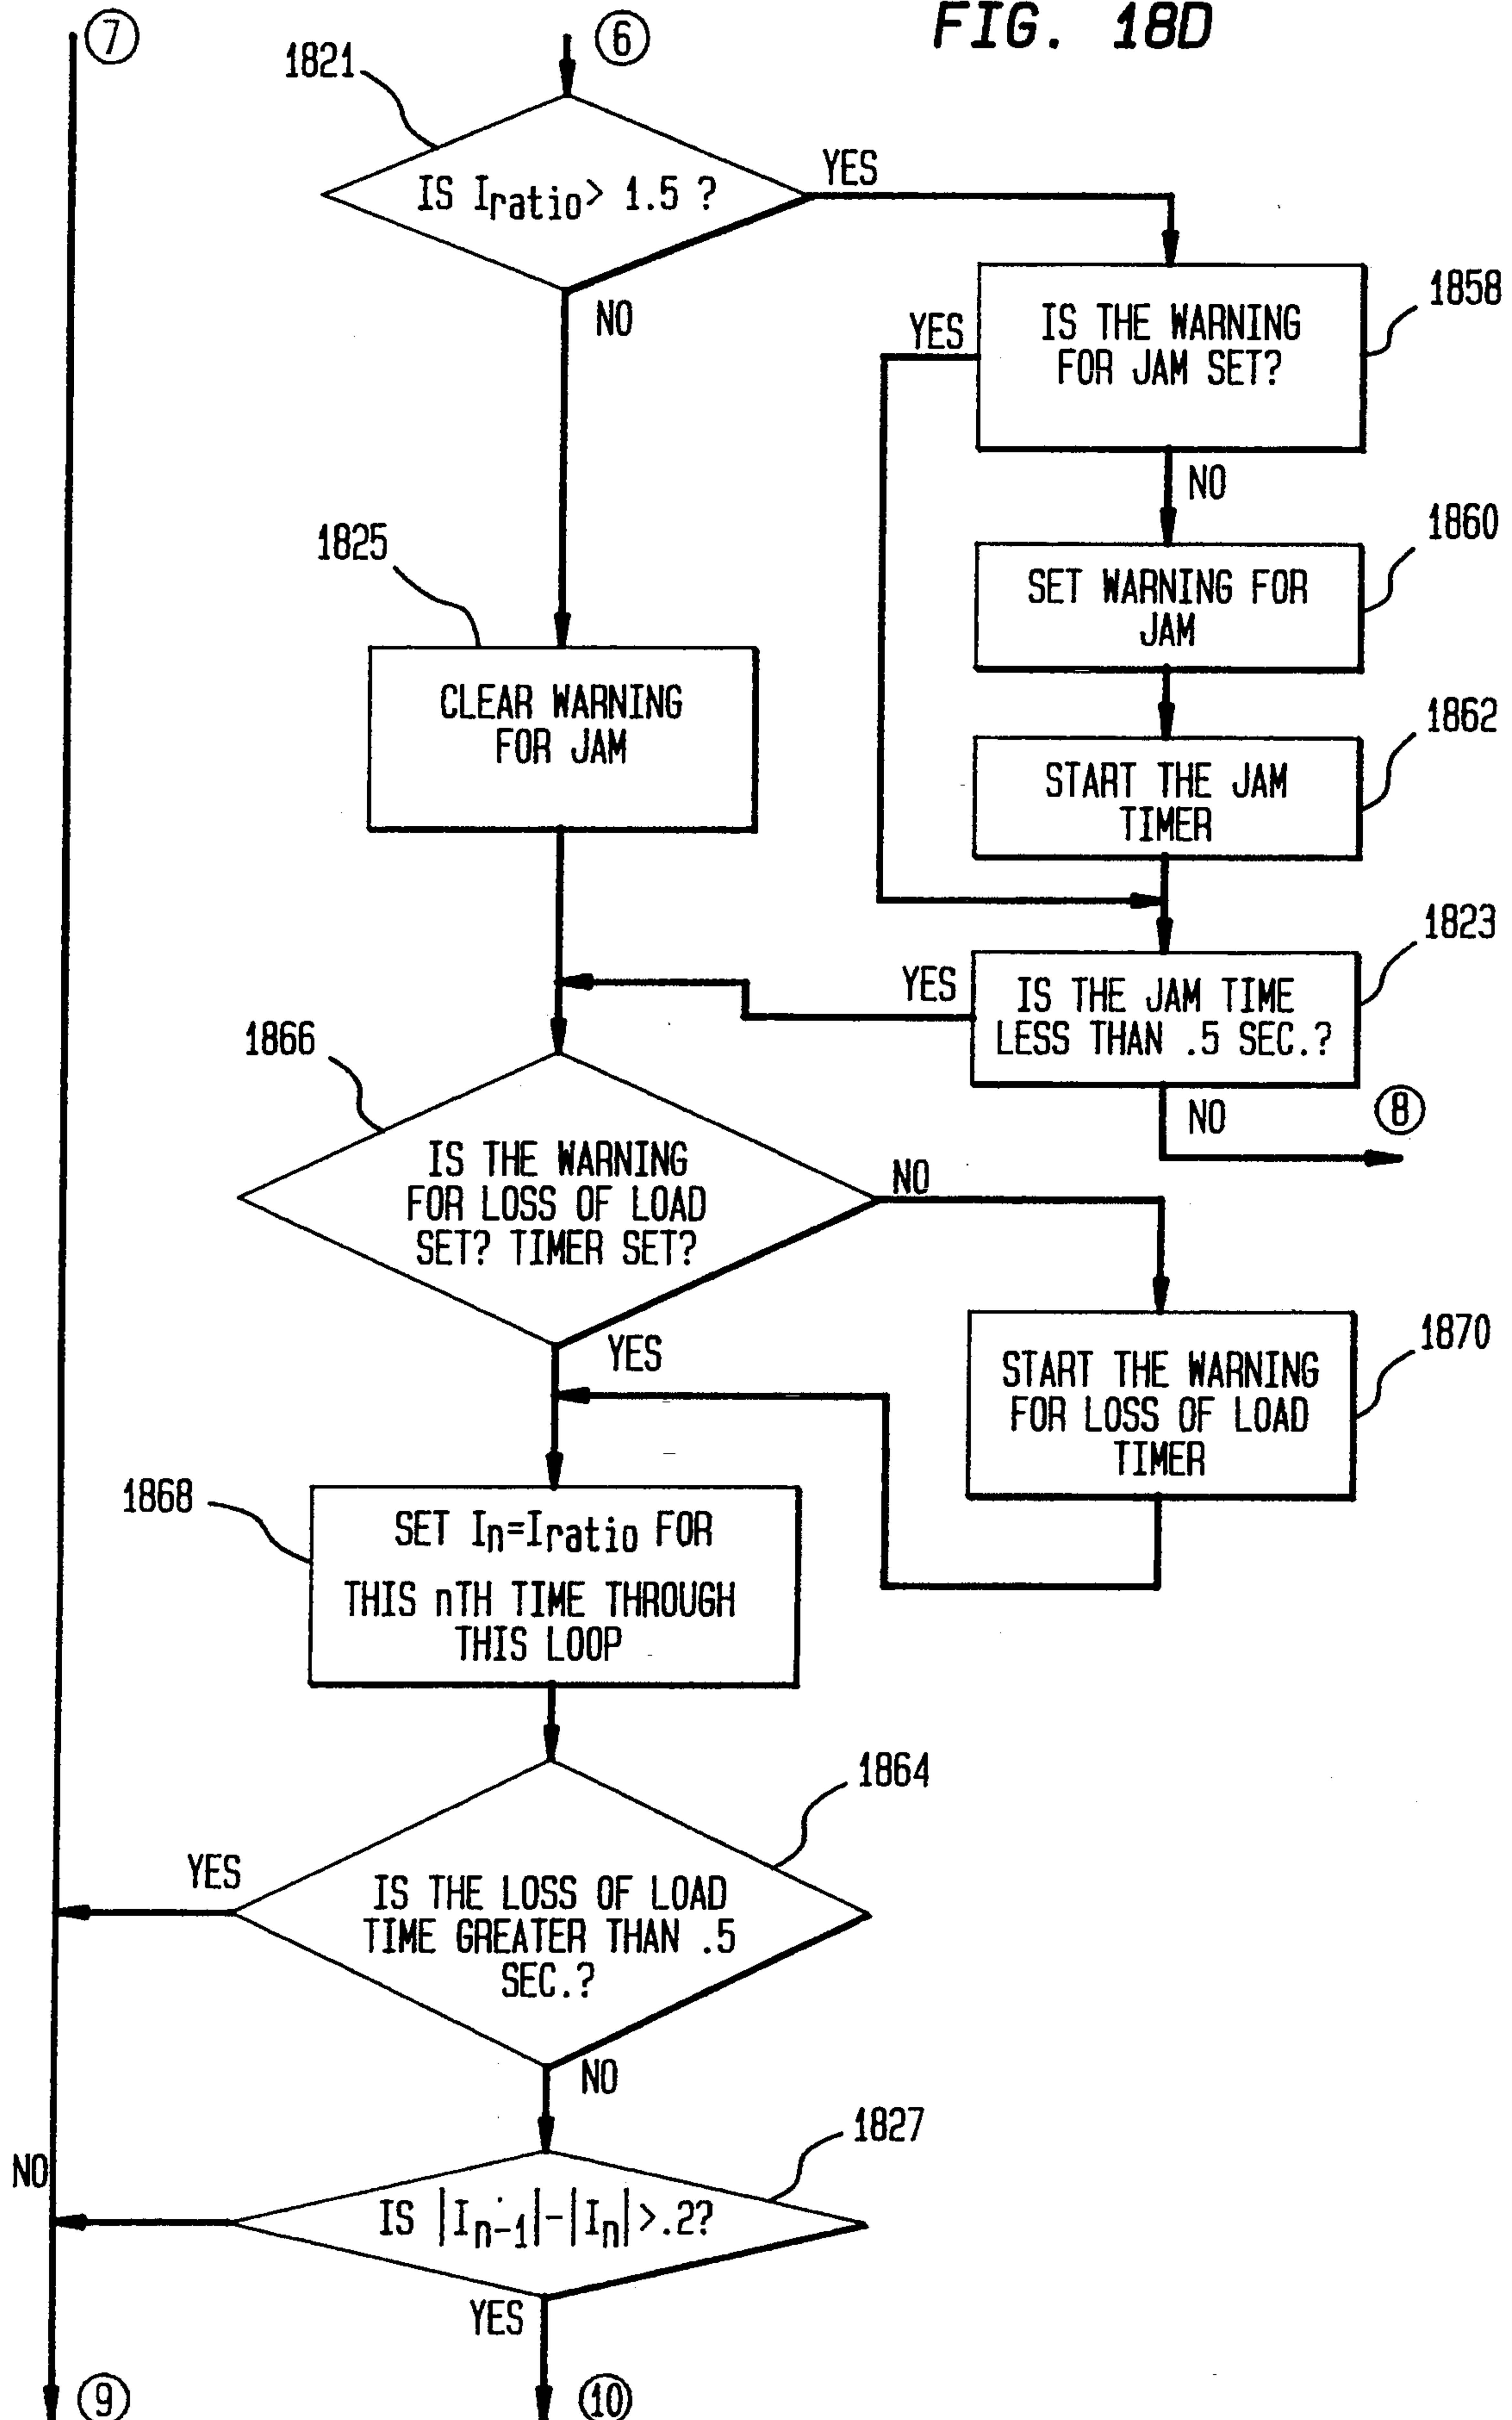 FIG. 18D
7
6
1821
IS Iratio> 1.5 ?
YES
NO
1858
IS THE WARNING
FOR JAM SET?
YES
NO
1860
SET WARNING FOR
JAM
1825
CLEAR WARNING
FOR JAM
1862
START THE JAM
TIMER
1823
IS THE JAM TIME
LESS THAN .5 SEC.?
YES
NO
8
1866
IS THE WARNING
FOR LOSS OF LOAD
SET? TIMER SET?
NO
YES
1870
START THE WARNING
FOR LOSS OF LOAD
TIMER
1868
SET In=Iratio FOR
THIS nTH TIME THROUGH
THIS LOOP
1864
IS THE LOSS OF LOAD
TIME GREATER THAN .5
SEC.?
YES
NO
1827
IS |In-1|-|In|>.2?
NO
YES
9
10